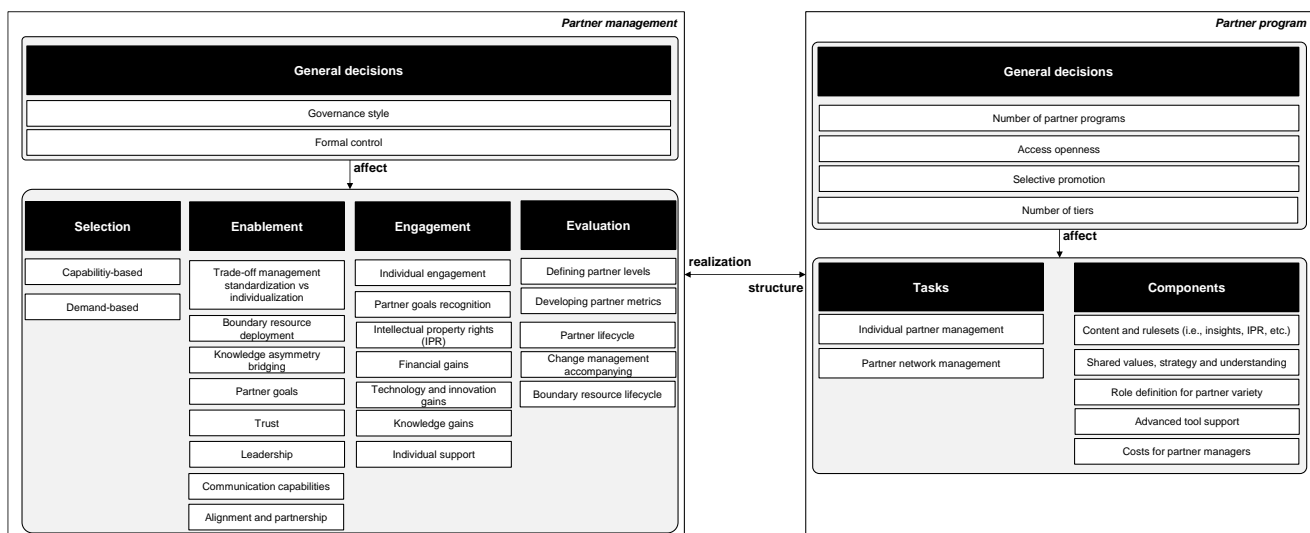 Partner management
General decisions
Governance style
Formal control
affect
Selection
Capabilitiy-based
Demand-based
Enablement
Trade-off management
standardization vs
individualization
Boundary resource
deployment
Knowledge asymmetry
bridging
Partner goals
Trust
Leadership
Communication capabilities
Alignment and partnership
Engagement
Individual engagement
Partner goals recognition
Intellectual property rights
(IPR)
Financial gains
Technology and innovation
gains
Knowledge gains
Individual support
Evaluation
Defining partner levels
Developing partner metrics
Partner lifecycle
Change management
accompanying
Boundary resource lifecycle
realization
structure
Partner program
General decisions
Number of partner programs
Access openness
Selective promotion
Number of tiers
affect
Tasks
Individual partner management
Partner network management
Components
Content and rulesets (i.e., insights, IPR, etc.)
Shared values, strategy and understanding
Role definition for partner variety
Advanced tool support
Costs for partner managers